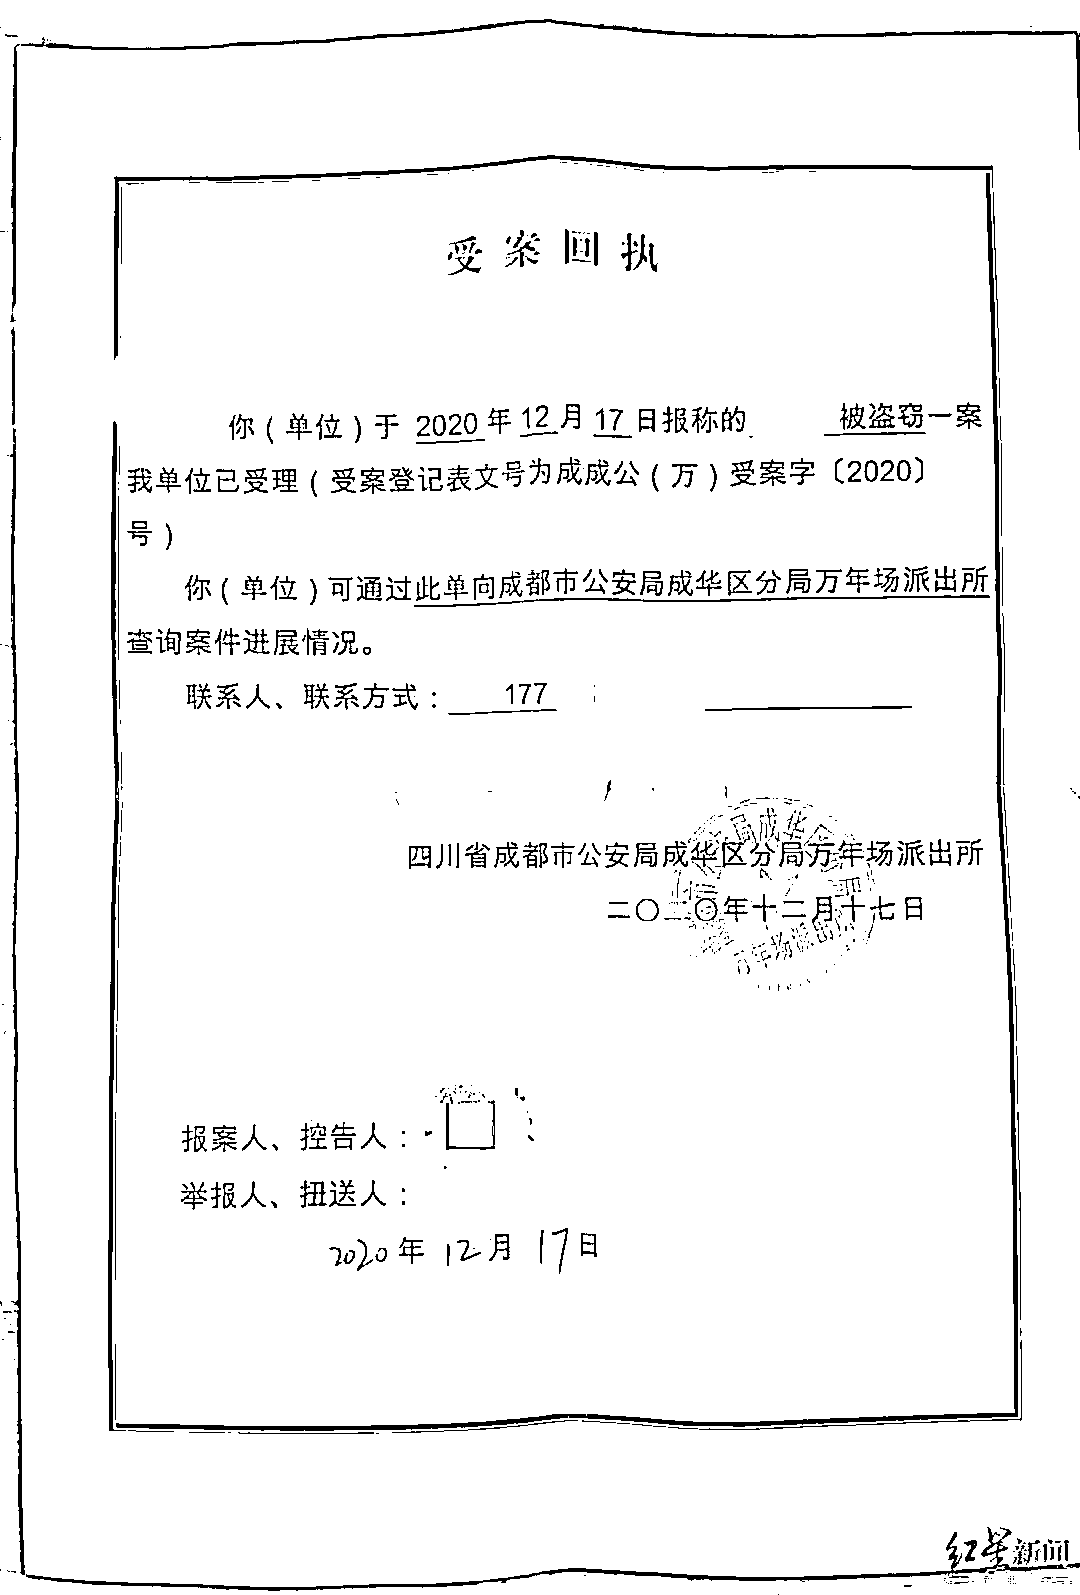 受案回执
你（单位）于 2020 年 12 月 17 日报称的 被盗窃一案
我单位已受理（受案登记表文号为成成公（万）受案字〔2020〕
号）
你（单位）可通过此单向成都市公安局成华区分局万年场派出所
查询案件进展情况。
联系人、联系方式： 177
四川省成都市公安局成华区分局万年场派出所
二〇二〇年十二月十七日
万年场派出所
报案人、控告人：
举报人、扭送人：
2020 年 12 月 17 日
红星新闻